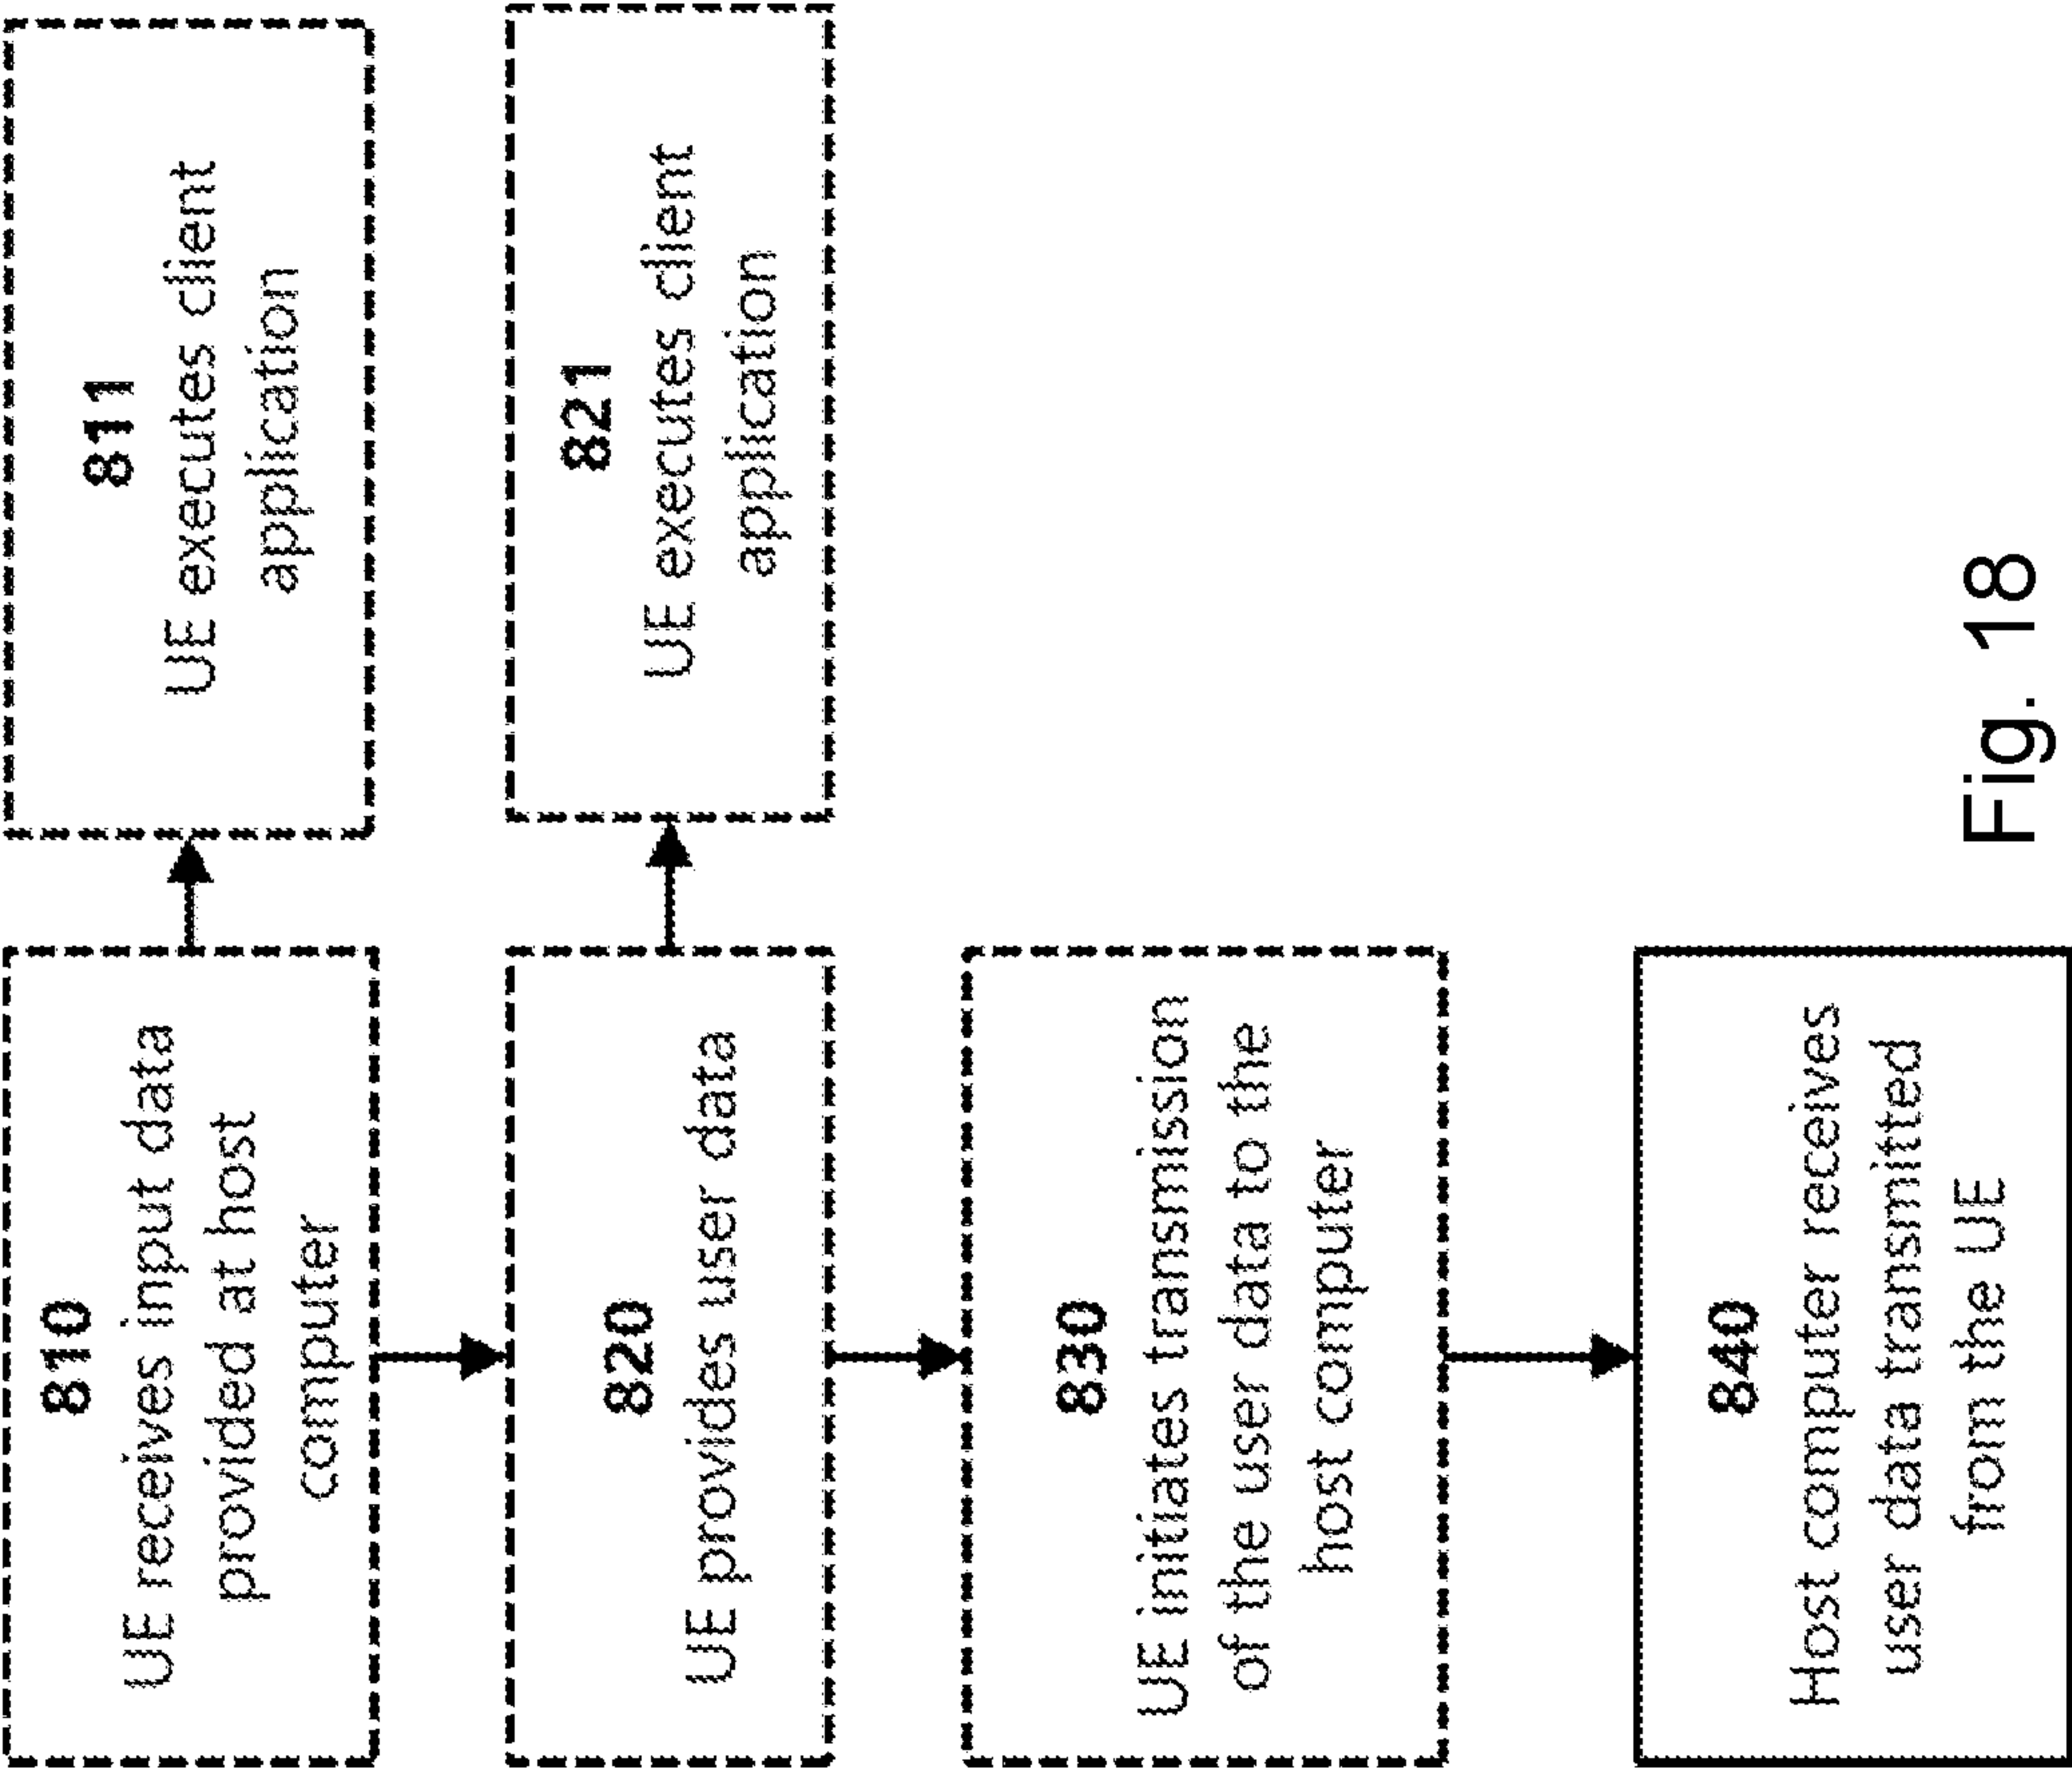 810
UE receives input data
provided at host
computer
811
UE executes client
application
820
UE provides user data
821
UE executes client
application
830
UE initiates transmission
of the user data to the
host computer
840
Host computer receives
user data transmitted
from the UE
Fig. 18